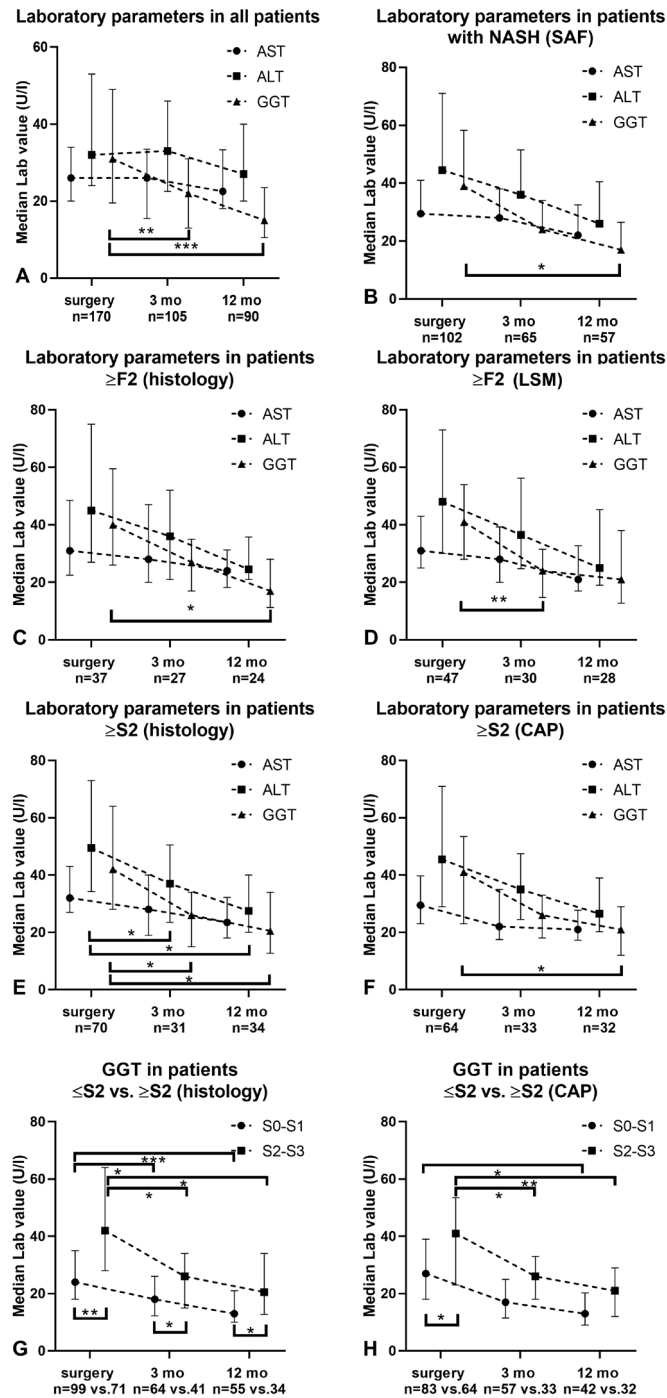 Laboratory parameters in all patients
Median Lab value (U/l)
60
40
20
0
AST
ALT
GGT
**
***
A
surgery 3 mo 12 mo
n=170 n=105 n=90
Laboratory parameters in patients
with NASH (SAF)
Median Lab value (U/l)
80
60
40
20
0
AST
ALT
GGT
*
B
surgery 3 mo 12 mo
n=102 n=65 n=57
Laboratory parameters in patients
≥F2 (histology)
Median Lab value (U/l)
80
60
40
20
0
AST
ALT
GGT
*
C
surgery 3 mo 12 mo
n=37 n=27 n=24
Laboratory parameters in patients
≥F2 (LSM)
Median Lab value (U/l)
80
60
40
20
0
AST
ALT
GGT
**
D
surgery 3 mo 12 mo
n=47 n=30 n=28
Laboratory parameters in patients
≥S2 (histology)
Median Lab value (U/l)
80
60
40
20
0
AST
ALT
GGT
*
*
*
*
E
surgery 3 mo 12 mo
n=70 n=31 n=34
Laboratory parameters in patients
≥S2 (CAP)
Median Lab value (U/l)
80
60
40
20
0
AST
ALT
GGT
*
F
surgery 3 mo 12 mo
n=64 n=33 n=32
GGT in patients
≤S2 vs. ≥S2 (histology)
Median Lab value (U/l)
80
60
40
20
0
S0-S1
S2-S3
***
*
*
*
**
*
*
G
surgery 3 mo 12 mo
n=99 vs.71 n=64 vs.41 n=55 vs.34
GGT in patients
≤S2 vs. ≥S2 (CAP)
Median Lab value (U/l)
80
60
40
20
0
S0-S1
S2-S3
*
**
*
*
H
surgery 3 mo 12 mo
n=83 vs.64 n=57 vs.33 n=42 vs.32